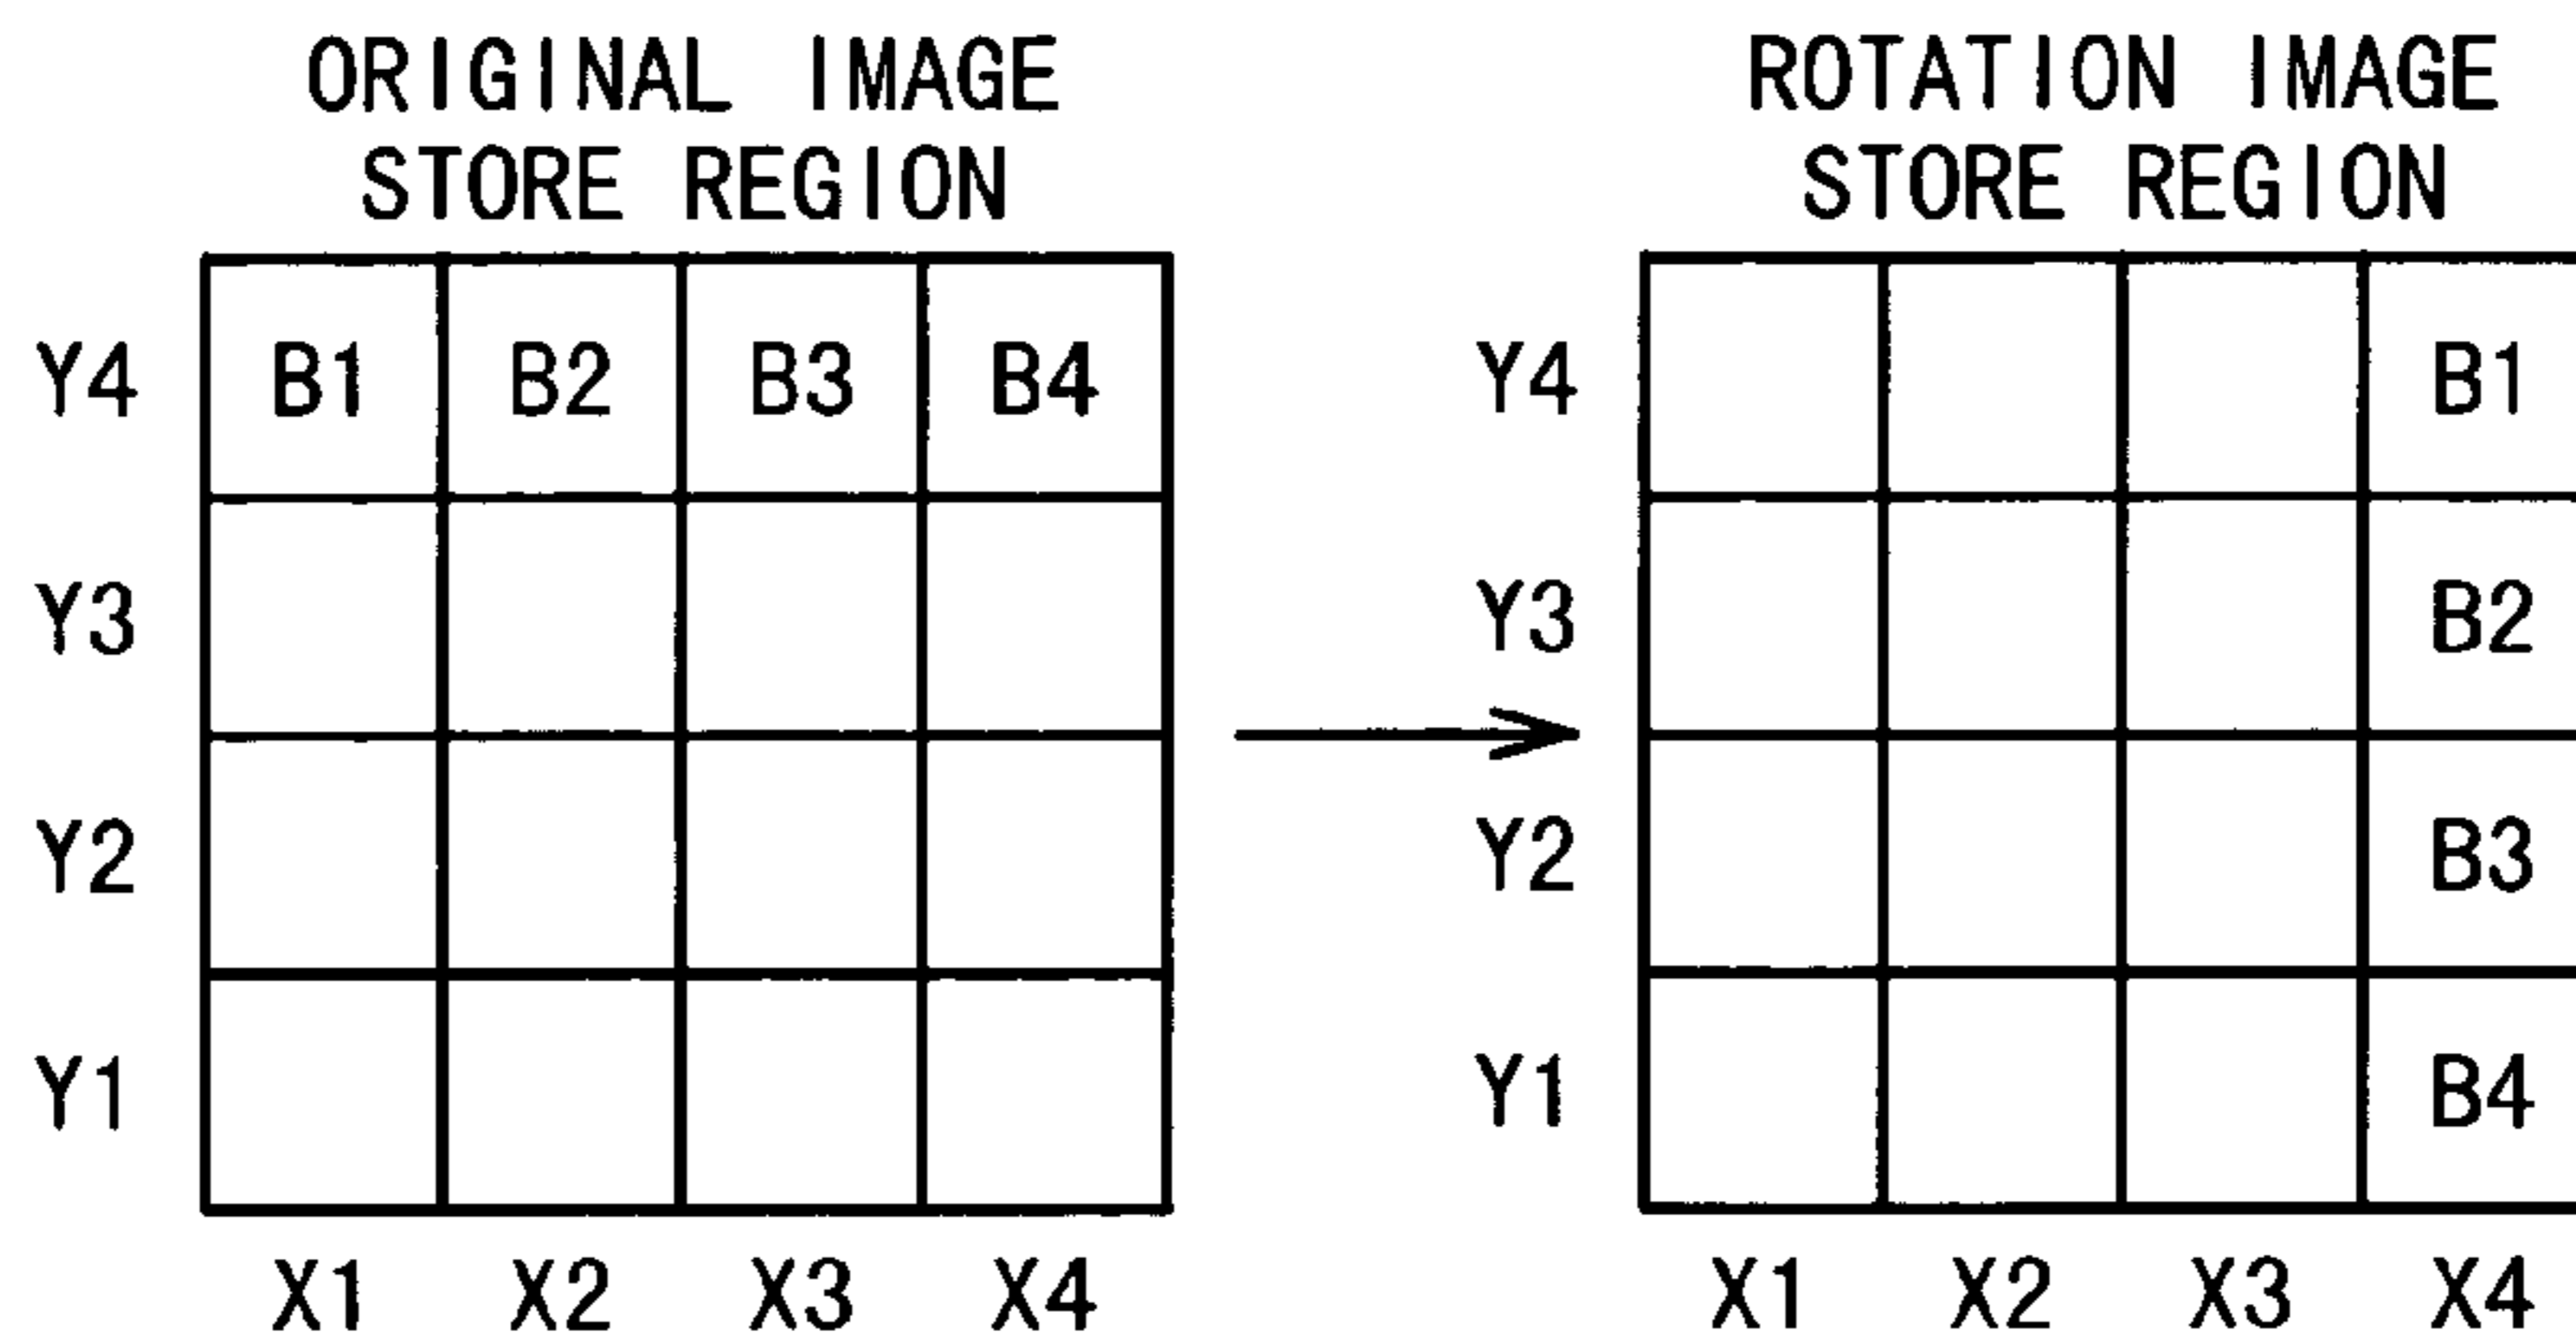 ORIGINAL IMAGE
STORE REGION
Y4 B1 B2 B3 B4
Y3
Y2
Y1
X1 X2 X3 X4
ROTATION IMAGE
STORE REGION
Y4 B1
Y3 B2
Y2 B3
Y1 B4
X1 X2 X3 X4